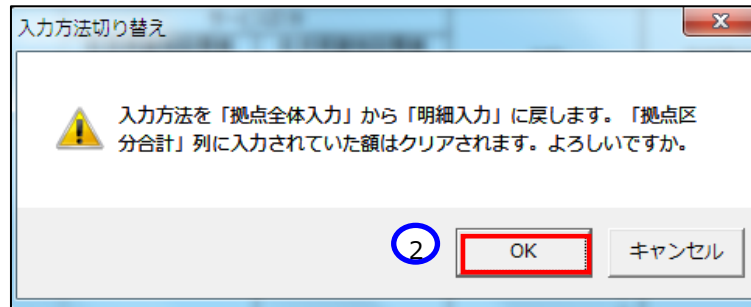 入力方法切り替え
入力方法を「拠点全体入力」から「明細入力」に戻します。「拠点区
分合計」列に入力されていた額はクリアされます。よろしいですか。
2
OK
キャンセル